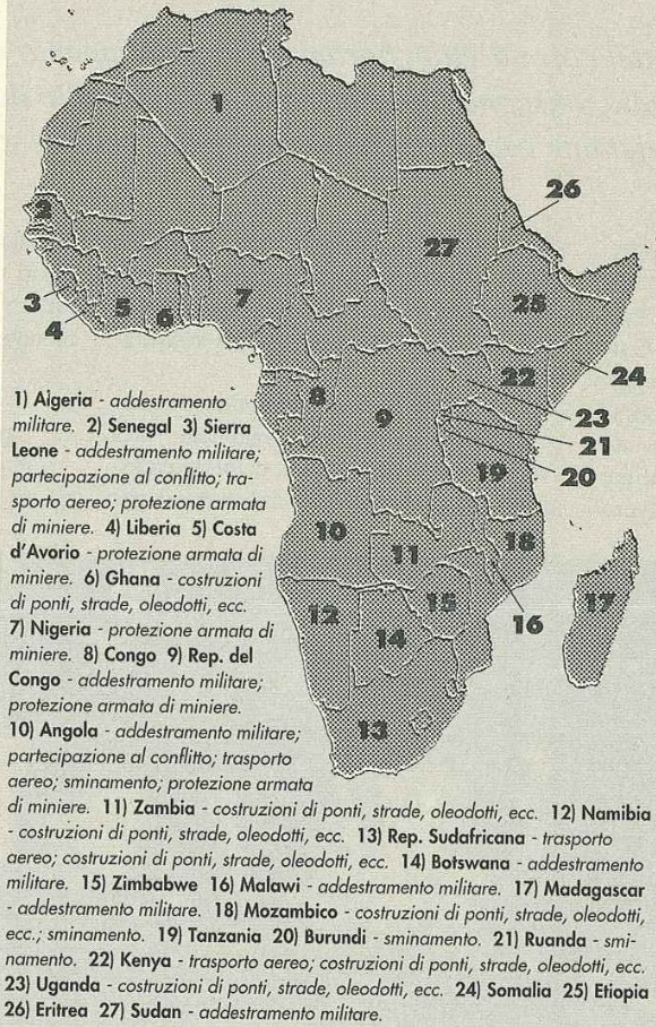 1
2
26
27
3
4
5
6
7
25
22
24
8
9
23
21
20
19
10
11
18
12
15
16
14
17
13
1) Algeria - addestramento
militare. 2) Senegal 3) Sierra
Leone - addestramento militare;
partecipazione al conflitto; tra-
sporto aereo; protezione armata
di miniere. 4) Liberia 5) Costa
d'Avorio - protezione armata di
miniere. 6) Ghana - costruzioni
di ponti, strade, oleodotti, ecc.
7) Nigeria - protezione armata di
miniere. 8) Congo 9) Rep. del
Congo - addestramento militare;
protezione armata di miniere.
10) Angola - addestramento militare;
partecipazione al conflitto; trasporto
aereo; sminamento; protezione armata
di miniere. 11) Zambia - costruzioni di ponti, strade, oleodotti, ecc. 12) Namibia
- costruzioni di ponti, strade, oleodotti, ecc. 13) Rep. Sudafricana - trasporto
aereo; costruzioni di ponti, strade, oleodotti, ecc. 14) Botswana - addestramento
militare. 15) Zimbabwe 16) Malawi - addestramento militare. 17) Madagascar
- addestramento militare. 18) Mozambico - costruzioni di ponti, strade, oleodotti,
ecc.; sminamento. 19) Tanzania 20) Burundi - sminamento. 21) Ruanda - smi-
namento. 22) Kenya - trasporto aereo; costruzioni di ponti, strade, oleodotti, ecc.
23) Uganda - costruzioni di ponti, strade, oleodotti, ecc. 24) Somalia 25) Etiopia
26) Eritrea 27) Sudan - addestramento militare.